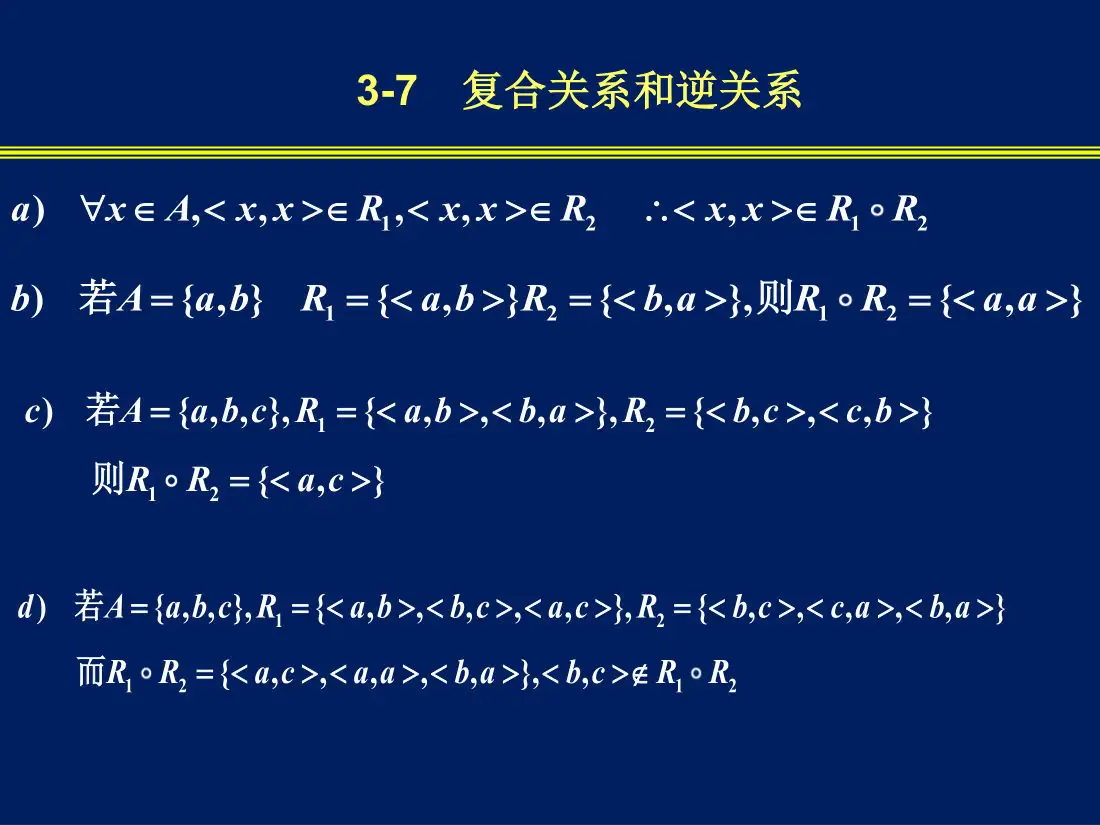 3-7 复合关系和逆关系
a) ∀x∈A,<x,x>∈R₁,<x,x>∈R₂ ∴<x,x>∈R₁∘R₂
b) 若A={a,b} R₁={<a,b>}R₂={<b,a>},则R₁∘R₂={<a,a>}
c) 若A={a,b,c},R₁={<a,b>,<b,a>},R₂={<b,c>,<c,b>}
则R₁∘R₂={<a,c>}
d) 若A={a,b,c},R₁={<a,b>,<b,c>,<a,c>},R₂={<b,c>,<c,a>,<b,a>}
而R₁∘R₂={<a,c>,<a,a>,<b,a>},<b,c>∉R₁∘R₂